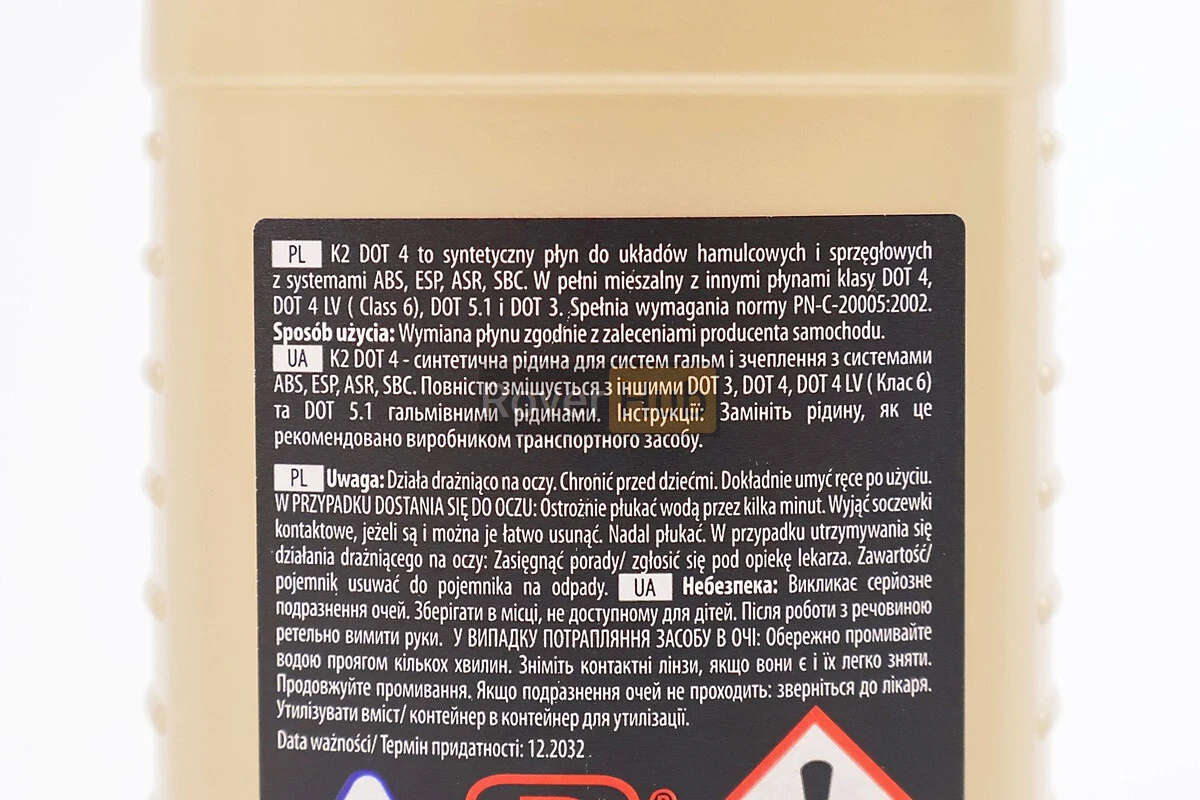 PL K2 DOT 4 to syntetyczny płyn do układów hamulcowych i sprzęgłowych
z systemami ABS, ESP, ASR, SBC. W pełni mieszalny z innymi płynami klasy DOT 4,
DOT 4 LV ( Class 6), DOT 5.1 i DOT 3. Spełnia wymagania normy PN-C-20005:2002.
Sposób użycia: Wymiana płynu zgodnie z zaleceniami producenta samochodu.
UA K2 DOT 4 - синтетична рідина для систем гальм і зчеплення з системами
ABS, ESP, ASR, SBC. Повністю змішується з іншими DOT 3, DOT 4, DOT 4 LV ( Клас 6)
та DOT 5.1 гальмівними рідинами. Інструкції: Замініть рідину, як це
Rover Hub
рекомендовано виробником транспортного засобу.
PL Uwaga: Działa drażniąco na oczy. Chronić przed dziećmi. Dokładnie umyć ręce po użyciu.
W PRZYPADKU DOSTANIA SIĘ DO OCZU: Ostrożnie płukać wodą przez kilka minut. Wyjąć soczewki
kontaktowe, jeżeli są i można je łatwo usunąć. Nadal płukać. W przypadku utrzymywania się
działania drażniącego na oczy: Zasięgnąć porady/ zgłosić się pod opiekę lekarza. Zawartość/
pojemnik usuwać do pojemnika na odpady. UA Небезпека: Викликає серйозне
подразнення очей. Зберігати в місці, не доступному для дітей. Після роботи з речовиною
ретельно вимити руки. У ВИПАДКУ ПОТРАПЛЯННЯ ЗАСОБУ В ОЧІ: Обережно промивайте
водою проягом кількох хвилин. Зніміть контактні лінзи, якщо вони є і їх легко зняти.
Продовжуйте промивання. Якщо подразнення очей не проходить: зверніться до лікаря.
Утилізувати вміст/ контейнер в контейнер для утилізації.
Data ważności/ Термін придатності: 12.2032